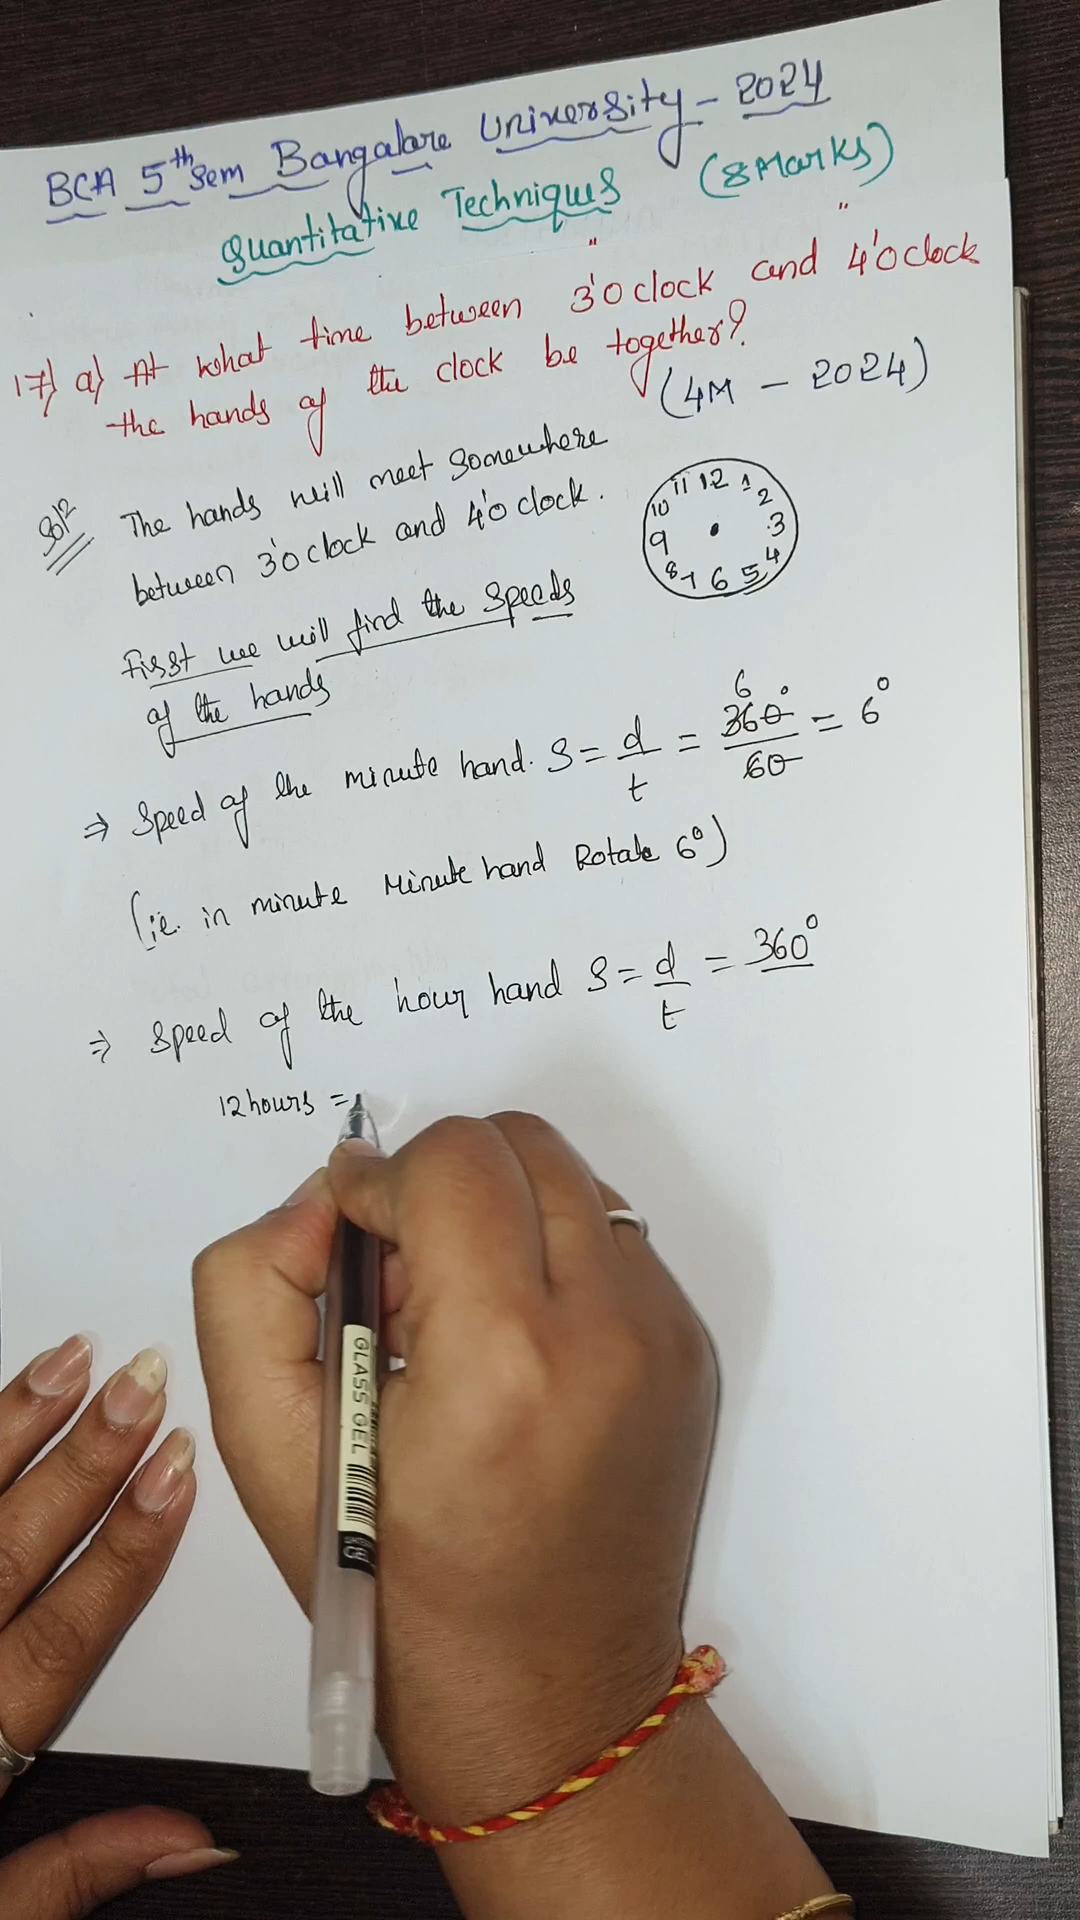 BCA 5th Sem Bangalore University - 2024
Quantitative Techniques (8 Marks)
" "
17) a) At what time between 3'o clock and 4'o clock
the hands of the clock be together?
(4M - 2024)
Soln The hands will meet Somewhere
between 3'o clock and 4'o clock.
11 12 1
10 2
9 3
8 4
7 6 5
First we will find the Speeds
of the hands
⇒ Speed of the minute hand. S = d/t = 360°/60 = 6°
6
(i.e. in minute Minute hand Rotate 6°)
⇒ Speed of the hour hand S = d/t = 360°
12 hours =
GLASS GEL
GEL